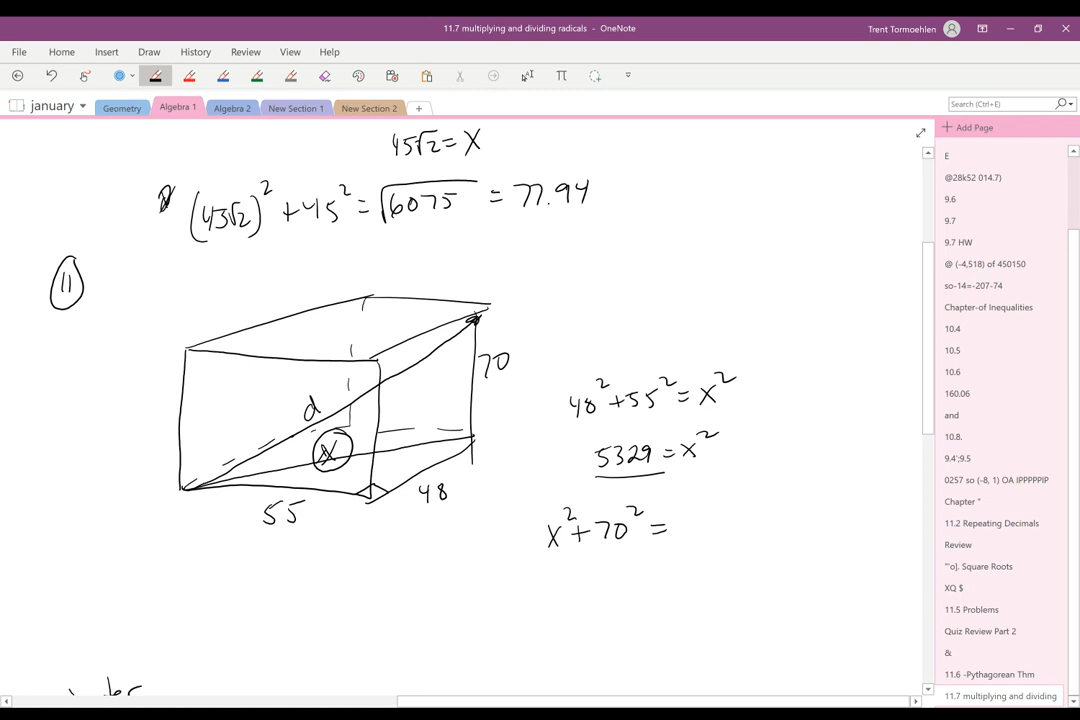 11.7 multiplying and dividing radicals - OneNote
Trent Tormoehlen
File Home Insert Draw History Review View Help
january
Geometry Algebra 1 Algebra 2 New Section 1 New Section 2 +
Search (Ctrl+E)
+ Add Page
E
@28k52 014.7)
9.6
9.7
9.7 HW
@ (-4,518) of 450150
so-14=-207-74
Chapter-of Inequalities
10.4
10.5
10.6
160.06
and
10.8.
9.4';9.5
0257 so (-8, 1) OA IPPPPPIP
Chapter "
11.2 Repeating Decimals
Review
"'o]. Square Roots
XQ $
11.5 Problems
Quiz Review Part 2
&
11.6 -Pythagorean Thm
11.7 multiplying and dividing
45√2 = X
(45√2)² + 45² = √6075 = 77.94
11
70
d
X
48
55
48² + 55² = x²
5329 = x²
x² + 70² =